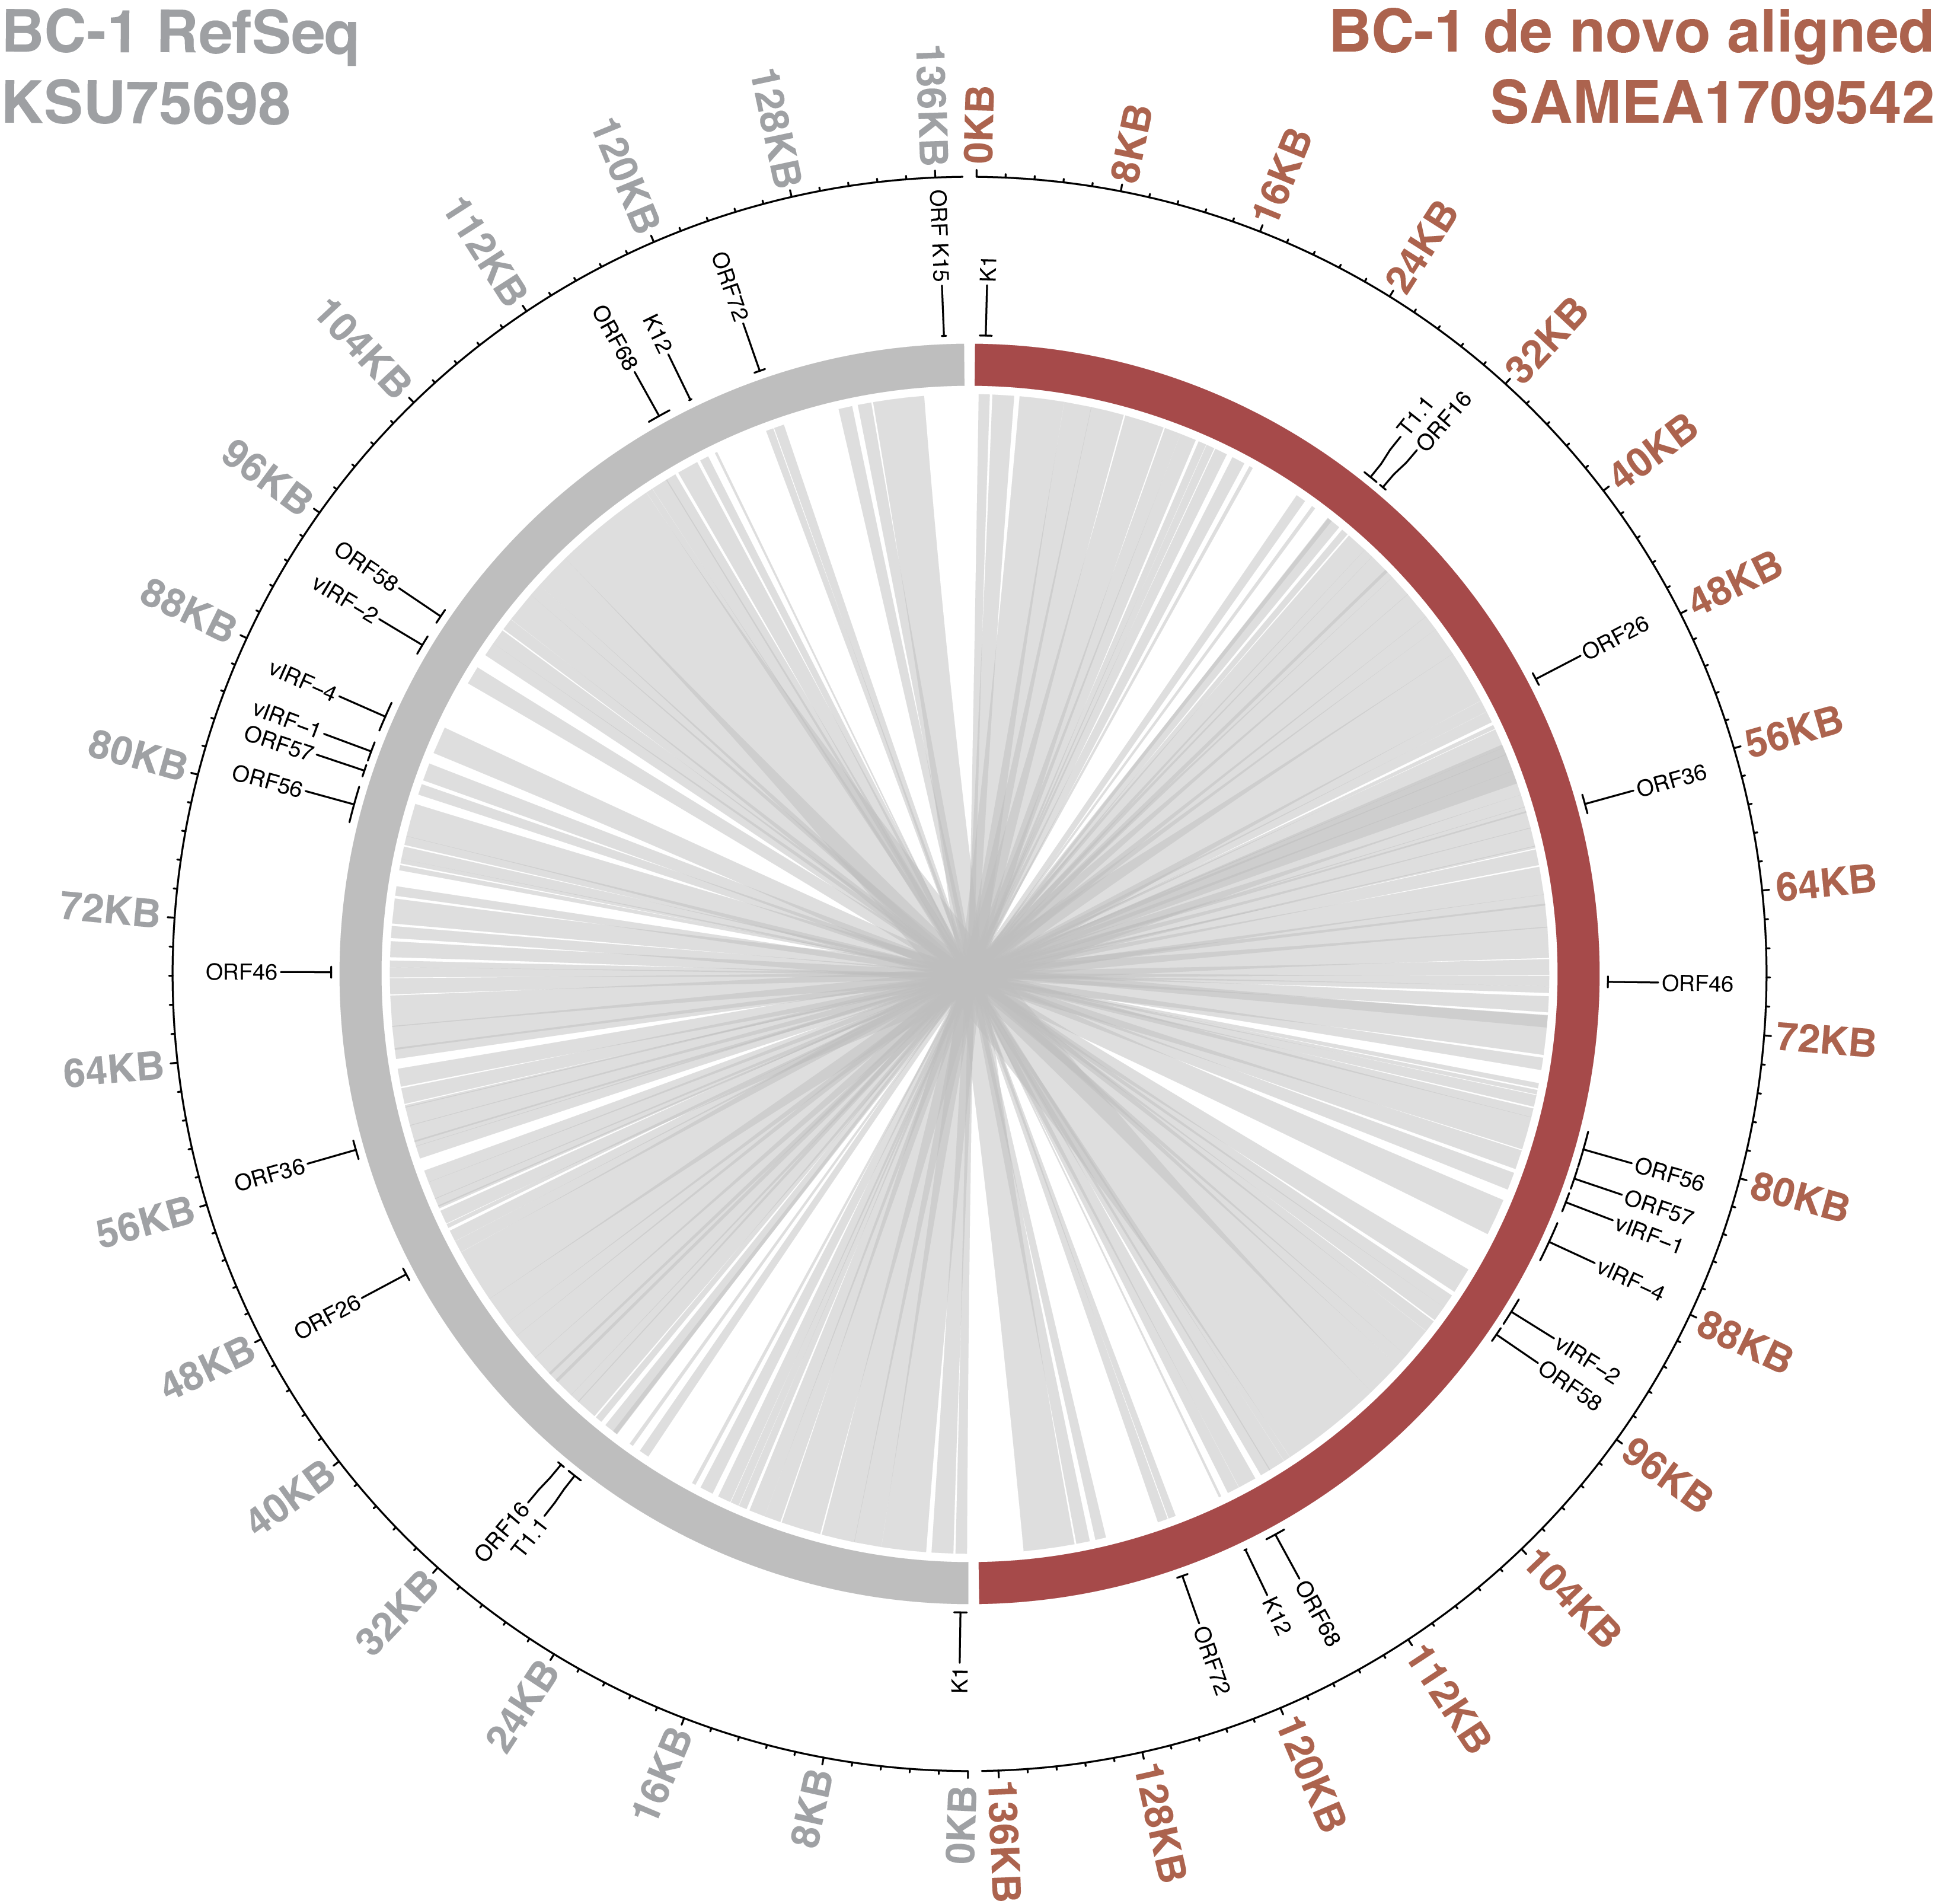 BC-1 RefSeq
KSU75698
BC-1 de novo aligned
SAMEA1709542
0KB
8KB
16KB
24KB
32KB
40KB
48KB
56KB
64KB
72KB
80KB
88KB
96KB
104KB
112KB
120KB
128KB
136KB
K1
T1.1
ORF16
ORF26
ORF36
ORF46
ORF56
ORF57
vIRF-1
vIRF-4
vIRF-2
ORF58
ORF68
K12
ORF72
0KB
8KB
16KB
24KB
32KB
40KB
48KB
56KB
64KB
72KB
80KB
88KB
96KB
104KB
112KB
120KB
128KB
136KB
K1
T1.1
ORF16
ORF26
ORF36
ORF46
ORF56
ORF57
vIRF-1
vIRF-4
vIRF-2
ORF58
ORF68
K12
ORF72
ORF K15